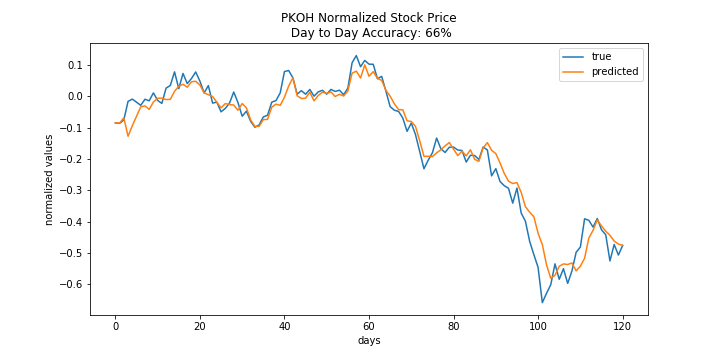 PKOH Normalized Stock Price
Day to Day Accuracy: 66%
true
predicted
normalized values
0.1
0.0
−0.1
−0.2
−0.3
−0.4
−0.5
−0.6
0 20 40 60 80 100 120
days